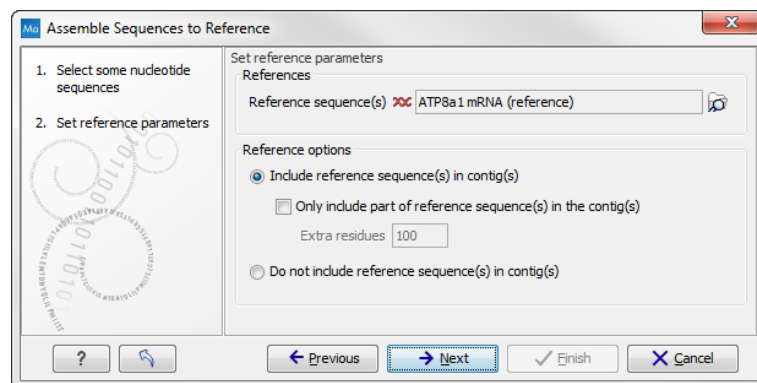 Ma Assemble Sequences to Reference
X
1. Select some nucleotide
sequences
2. Set reference parameters
Set reference parameters
References
Reference sequence(s) ATP8a1 mRNA (reference)
Reference options
Include reference sequence(s) in contig(s)
Only include part of reference sequence(s) in the contig(s)
Extra residues 100
Do not include reference sequence(s) in contig(s)
? Previous Next Finish Cancel